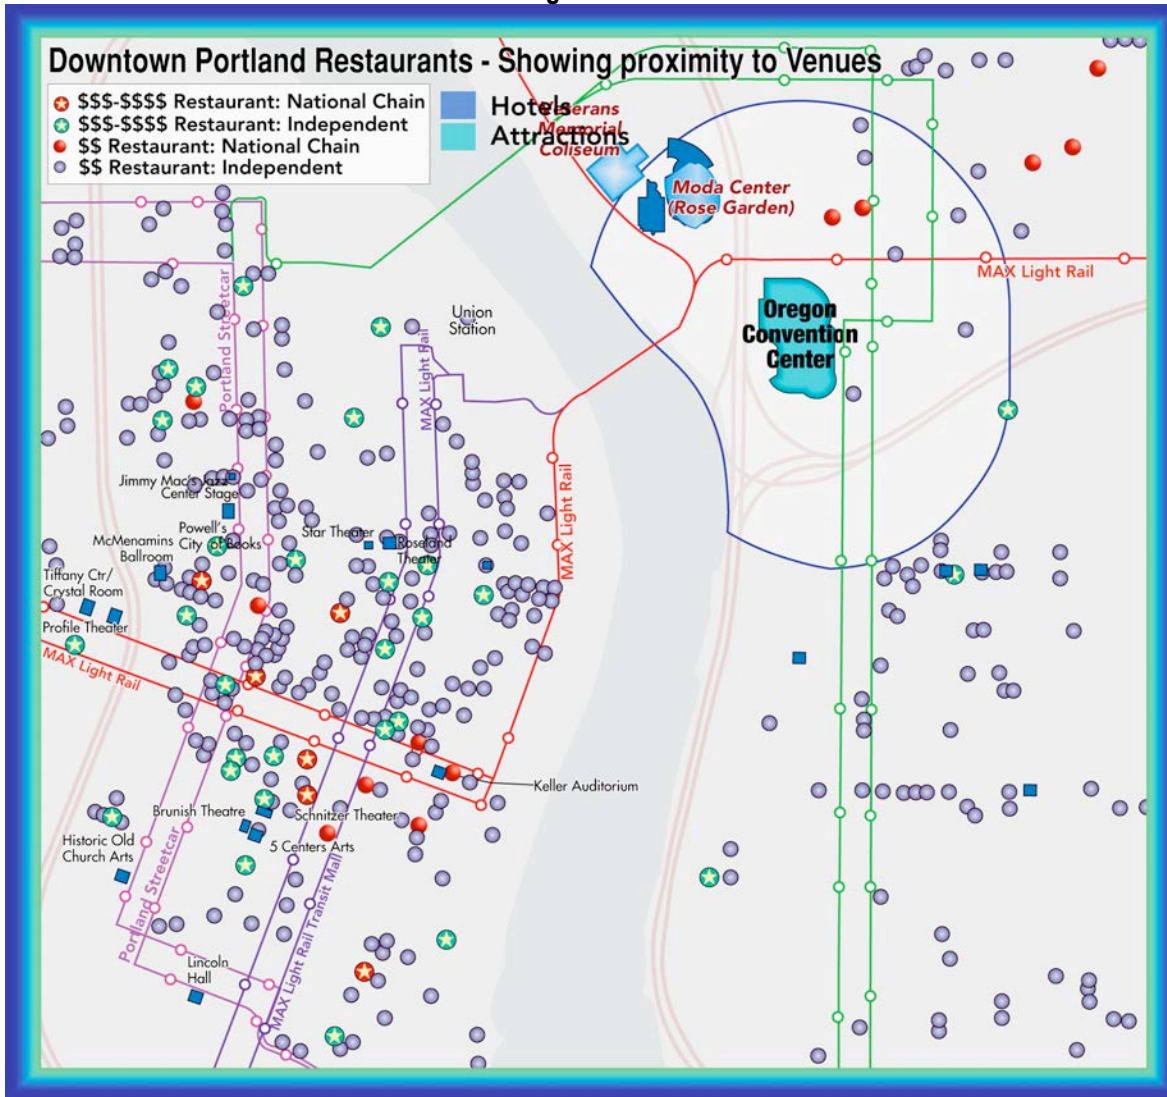 Downtown Portland Restaurants - Showing proximity to Venues
$$$-$$$$ Restaurant: National Chain
$$$-$$$$ Restaurant: Independent
$$ Restaurant: National Chain
$$ Restaurant: Independent
Hotels
Attractions
Veterans
Memorial
Coliseum
Moda Center
(Rose Garden)
MAX Light Rail
Portland Streetcar
Union
Station
MAX Light Rail
Oregon
Convention
Center
Jimmy Mac's Jazz
Center Stage
MAX Light Rail
Powell's
City of Books
Star Theater
Roseland
Theater
McMenamins
Ballroom
Tiffany Ctr/
Crystal Room
Profile Theater
MAX Light Rail
Keller Auditorium
Brunish Theatre
Schnitzer Theater
5 Centers Arts
Historic Old
Church Arts
Portland Streetcar
MAX Light Rail Transit Mall
Lincoln
Hall